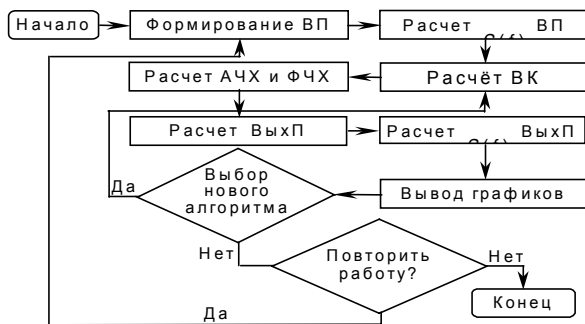 Начало
Формирование ВП
Расчет ВП
Расчет АЧХ и ФЧХ
Расчёт ВК
Расчет ВыхП
Расчет ВыхП
Выбор
нового
алгоритма
Да
Вывод графиков
Нет
Повторить
работу?
Нет
Конец
Да